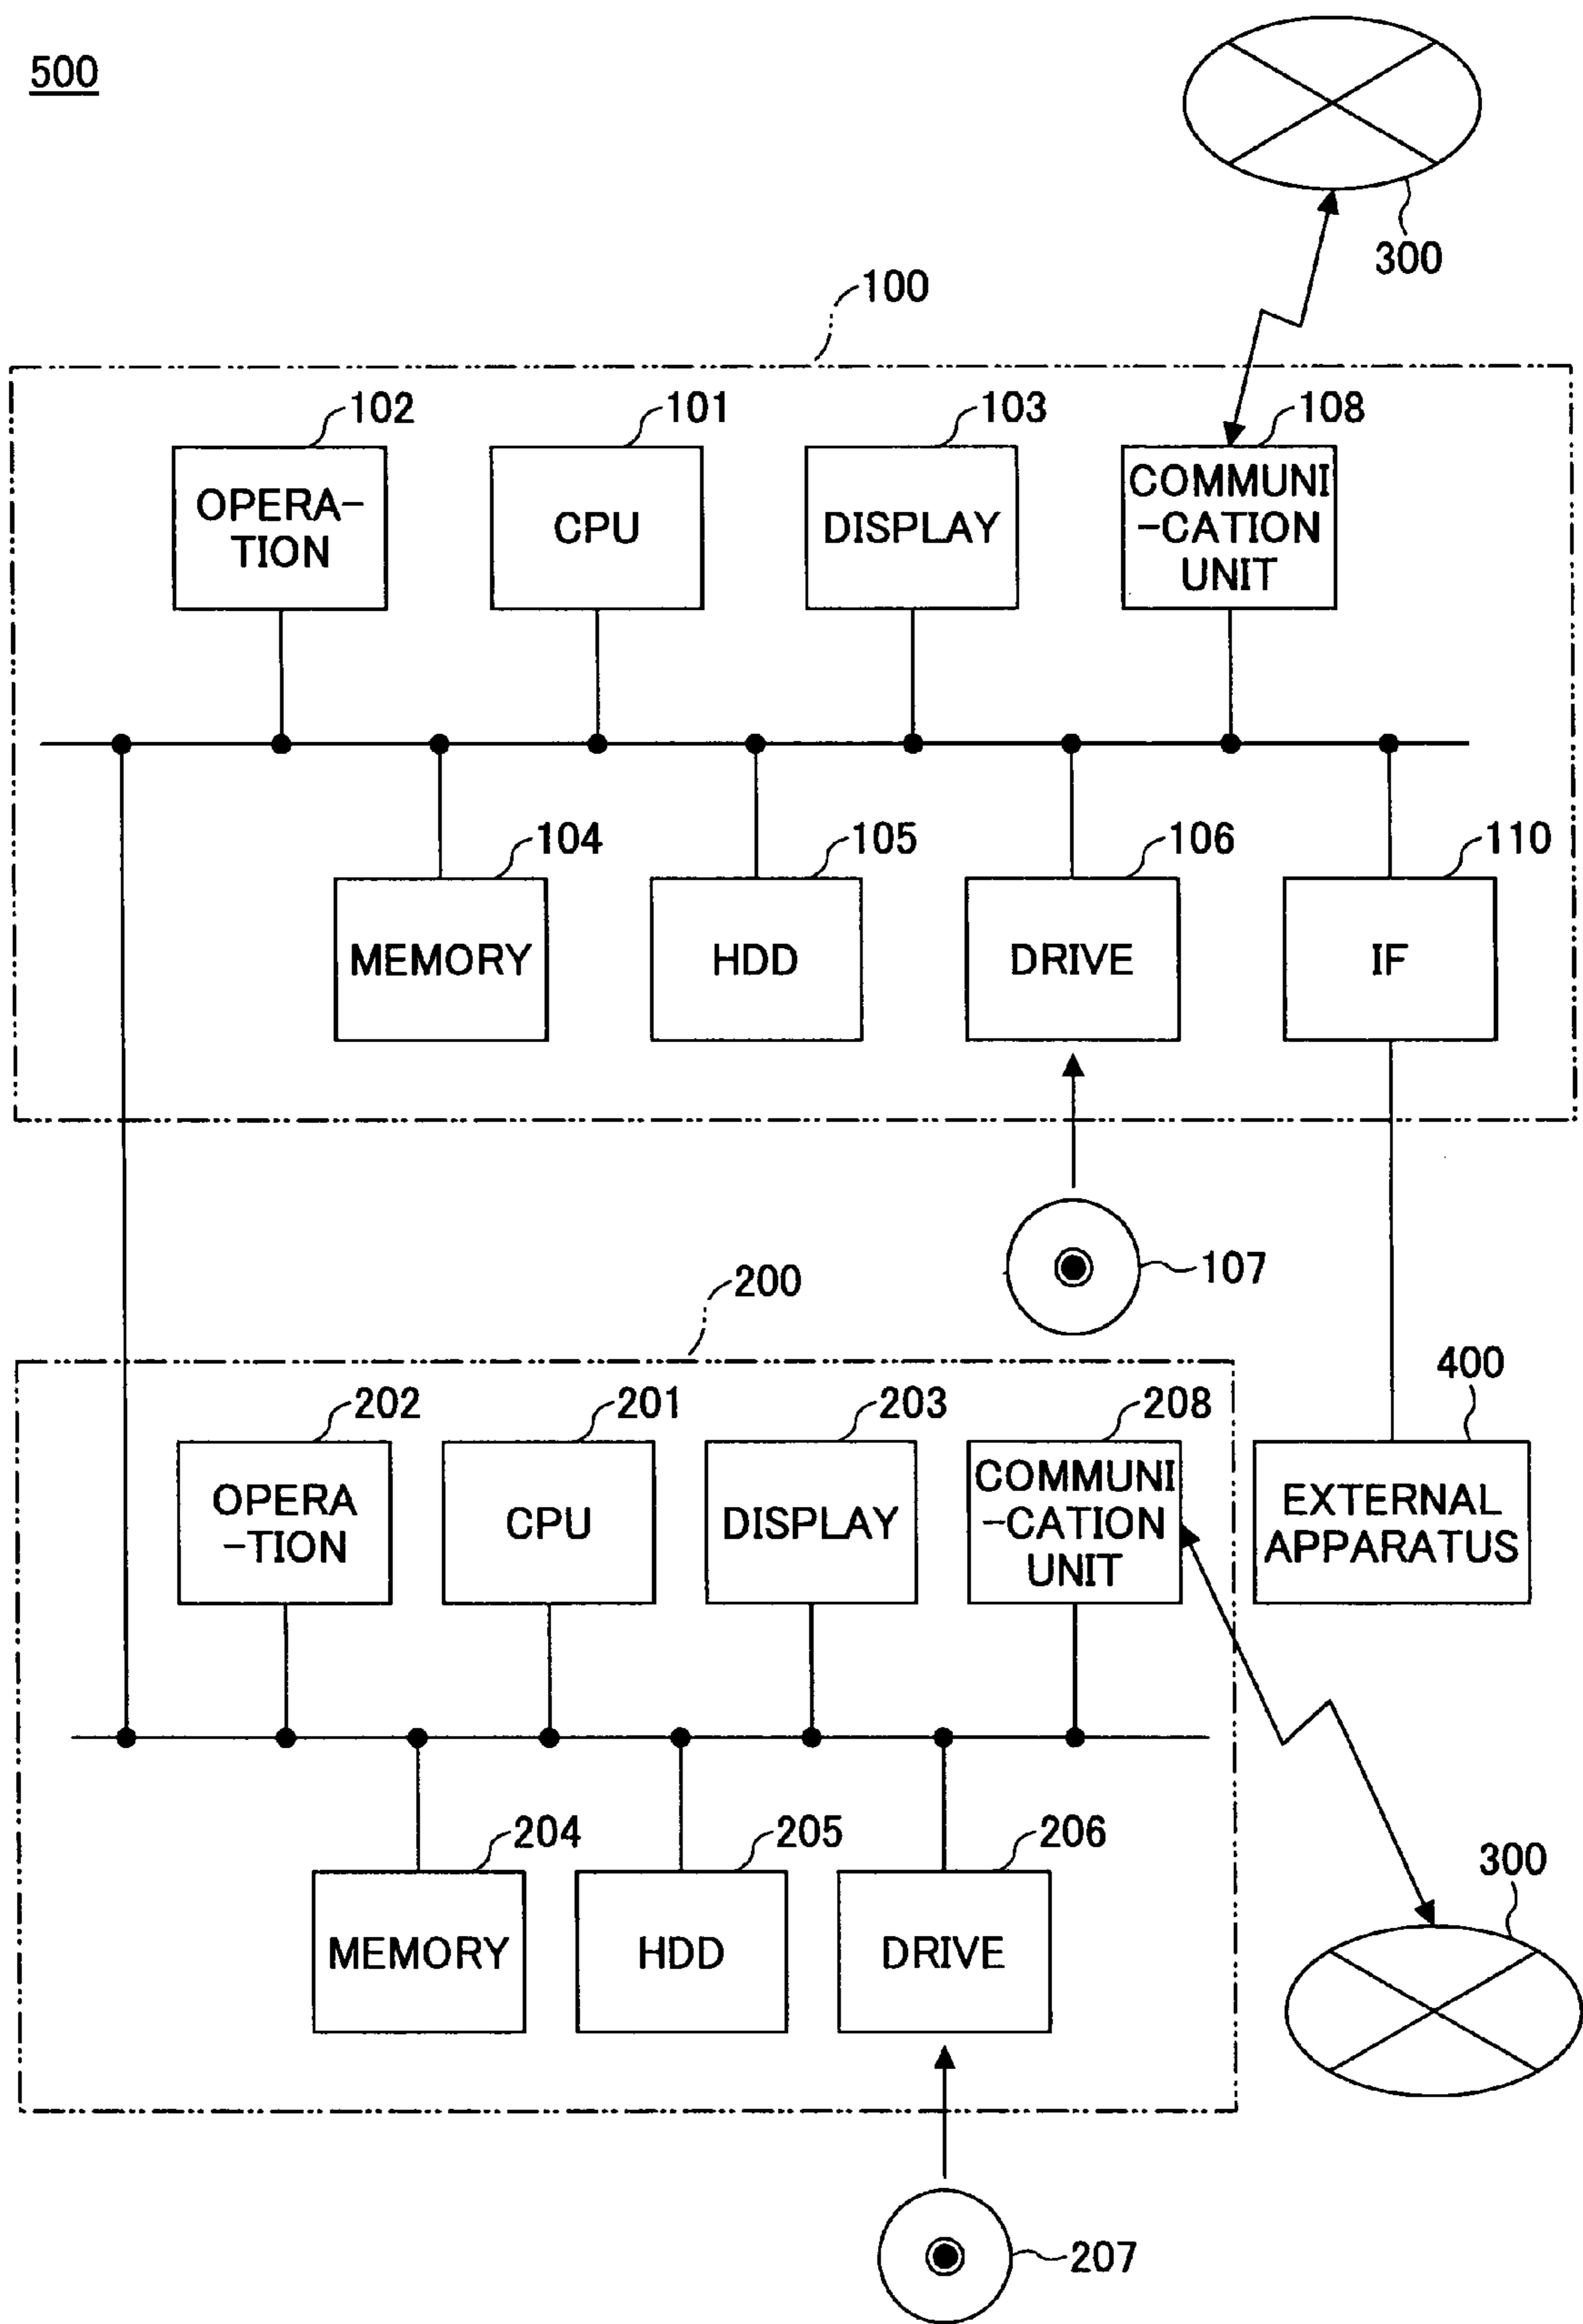 500
300
100
102
101
103
108
OPERA-
TION
CPU
DISPLAY
COMMUNI
-CATION
UNIT
104
105
106
110
MEMORY
HDD
DRIVE
IF
107
200
400
202
201
203
208
OPERA
-TION
CPU
DISPLAY
COMMUNI
-CATION
UNIT
EXTERNAL
APPARATUS
204
205
206
300
MEMORY
HDD
DRIVE
207